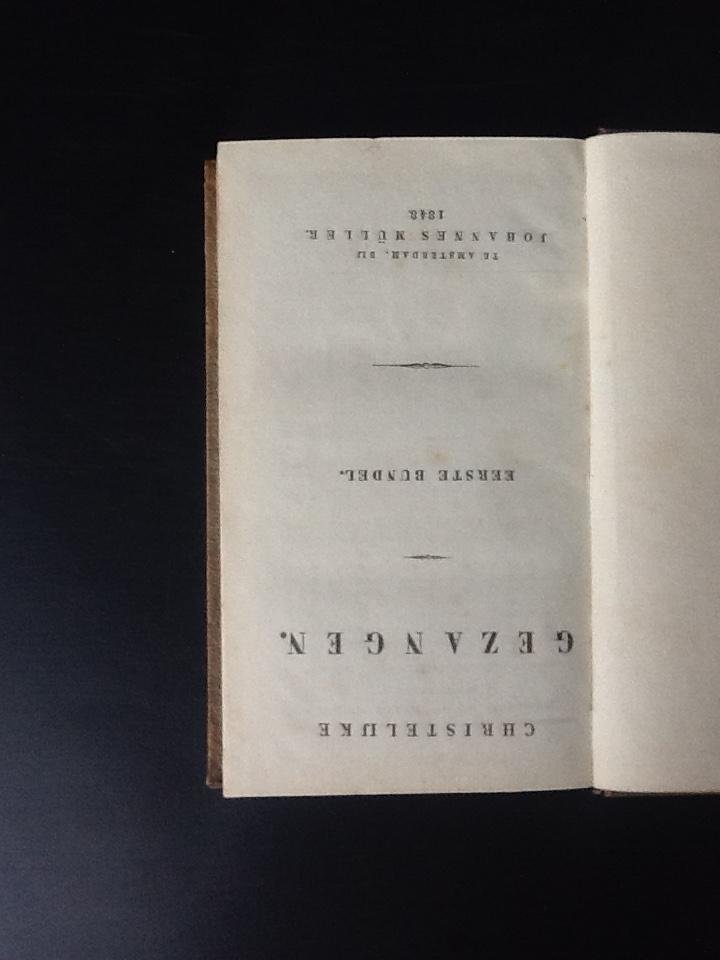 CHRISTELIJKE
GEZANGEN.
EERSTE BUNDEL.
TE AMSTERDAM, BIJ
JOHANNES MÜLLER.
1848.